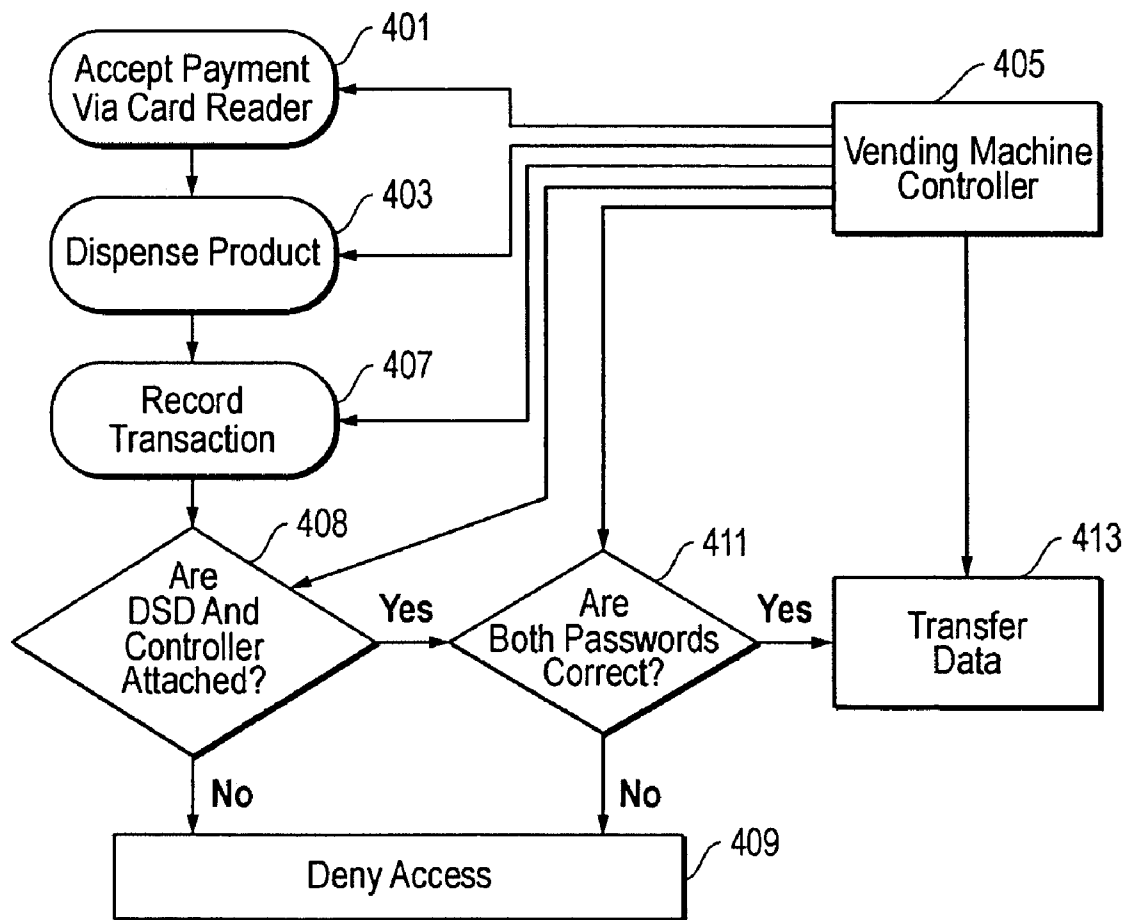 401
Accept Payment
Via Card Reader
405
Vending Machine
Controller
403
Dispense Product
407
Record
Transaction
408
Are
DSD And
Controller
Attached?
Yes
411
Are
Both Passwords
Correct?
Yes
413
Transfer
Data
No
No
409
Deny Access